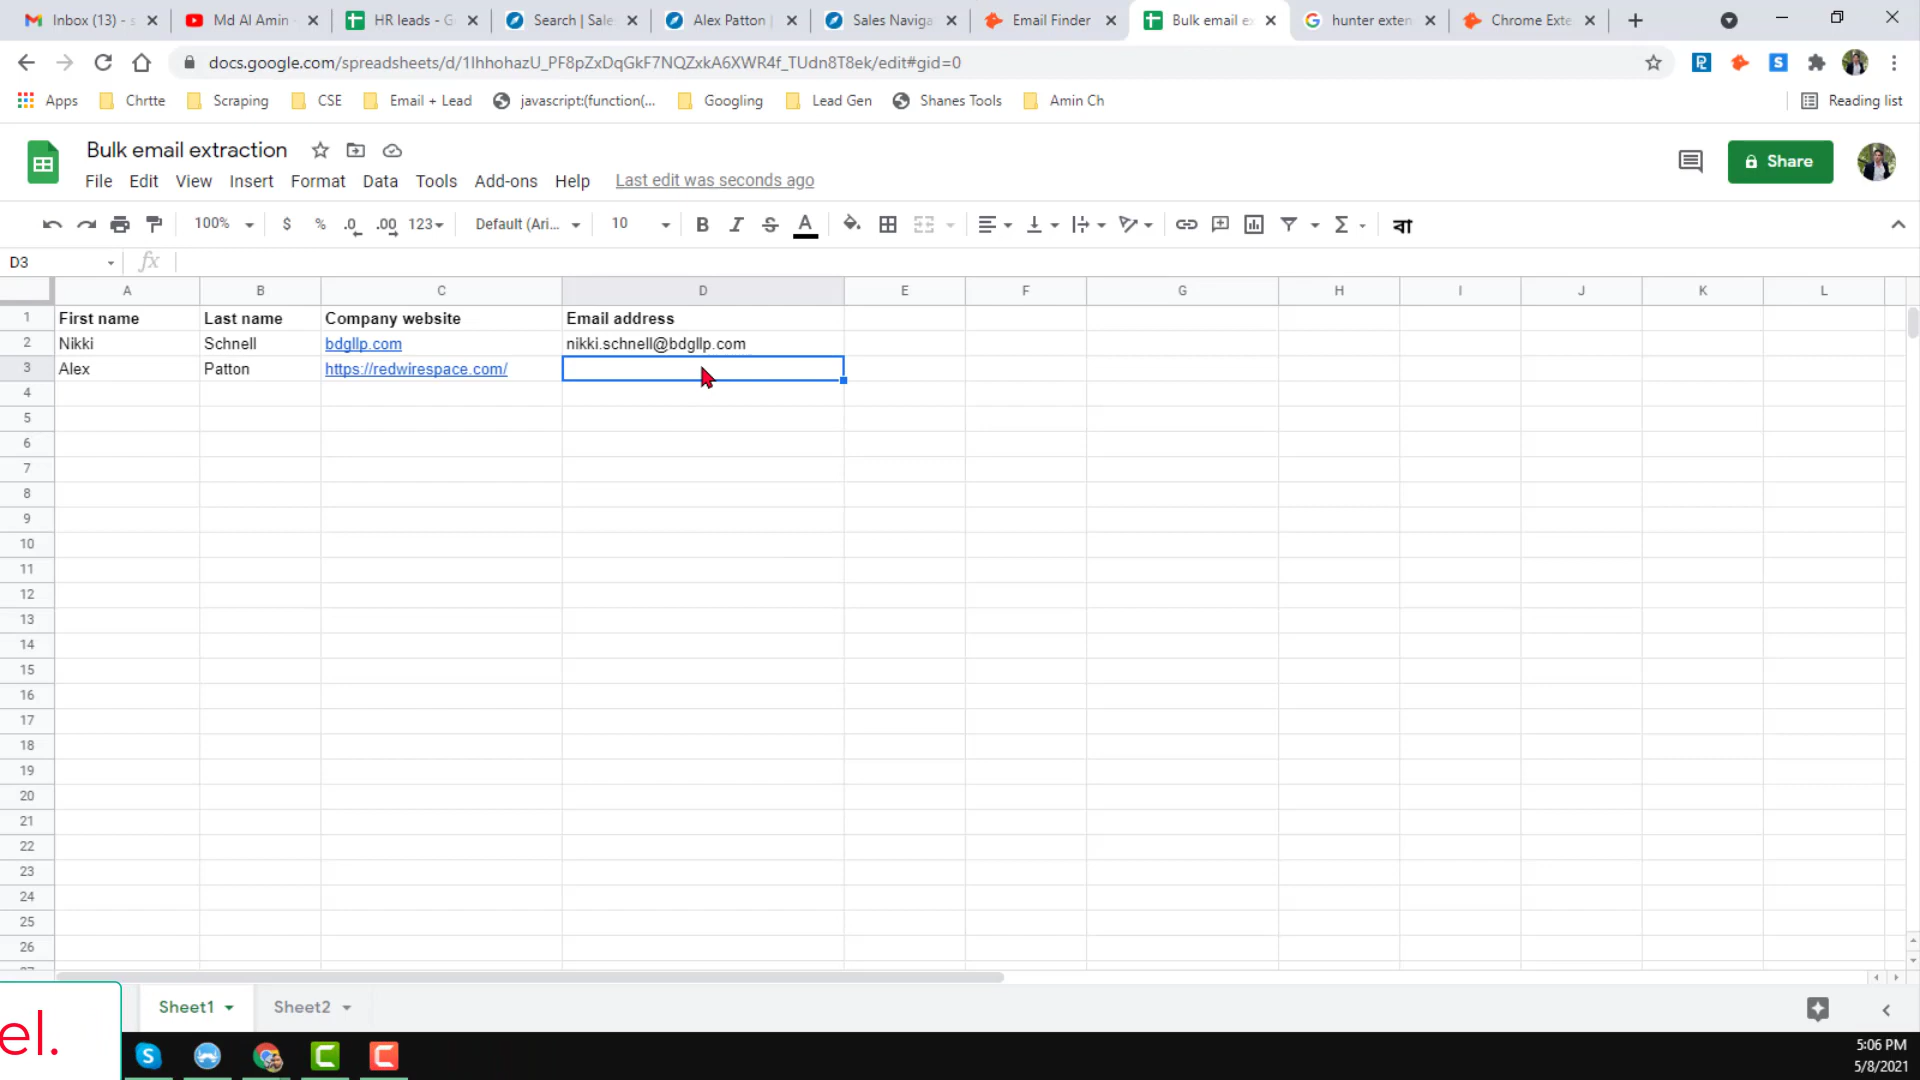 Inbox (13) - s
Md Al Amin -
HR leads - G
Search | Sale
Alex Patton |
Sales Naviga
Email Finder
Bulk email e
hunter exten
Chrome Exte
docs.google.com/spreadsheets/d/1lhhohazU_PF8pZxDqGkF7NQZxkA6XWR4f_TUdn8T8ek/edit#gid=0
Apps
Chrtte
Scraping
CSE
Email + Lead
javascript:(function(...
Googling
Lead Gen
Shanes Tools
Amin Ch
Reading list
Bulk email extraction
File Edit View Insert Format Data Tools Add-ons Help Last edit was seconds ago
Share
100% $ % .0 .00 123 Default (Ari... 10 B I S A Σ বা
D3 fx
A B C D E F G H I J K L
1 First name Last name Company website Email address
2 Nikki Schnell bdgllp.com nikki.schnell@bdgllp.com
3 Alex Patton https://redwirespace.com/
4
5
6
7
8
9
10
11
12
13
14
15
16
17
18
19
20
21
22
23
24
25
26
27
Sheet1 Sheet2
el.
5:06 PM
5/8/2021